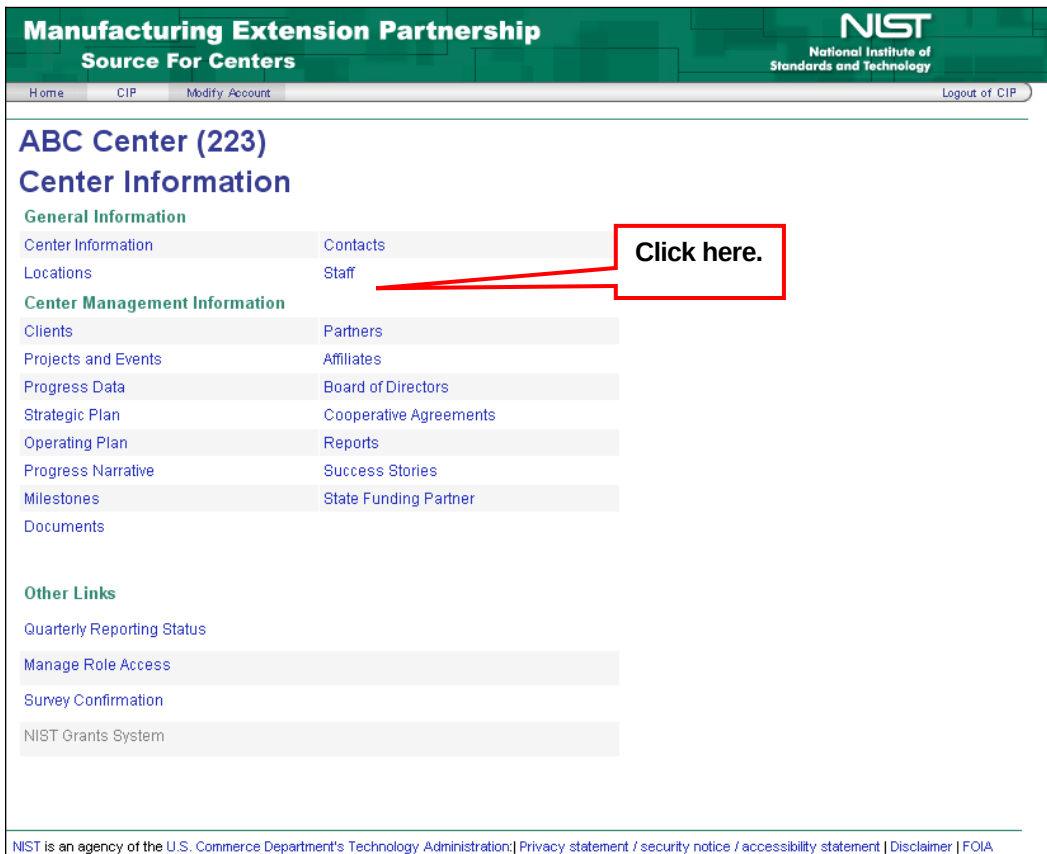 Manufacturing Extension Partnership
Source For Centers
NIST
National Institute of
Standards and Technology
Home CIP Modify Account Logout of CIP
ABC Center (223)
Center Information
General Information
Center Information Contacts
Click here.
Locations Staff
Center Management Information
Clients Partners
Projects and Events Affiliates
Progress Data Board of Directors
Strategic Plan Cooperative Agreements
Operating Plan Reports
Progress Narrative Success Stories
Milestones State Funding Partner
Documents
Other Links
Quarterly Reporting Status
Manage Role Access
Survey Confirmation
NIST Grants System
NIST is an agency of the U.S. Commerce Department's Technology Administration:| Privacy statement / security notice / accessibility statement | Disclaimer | FOIA